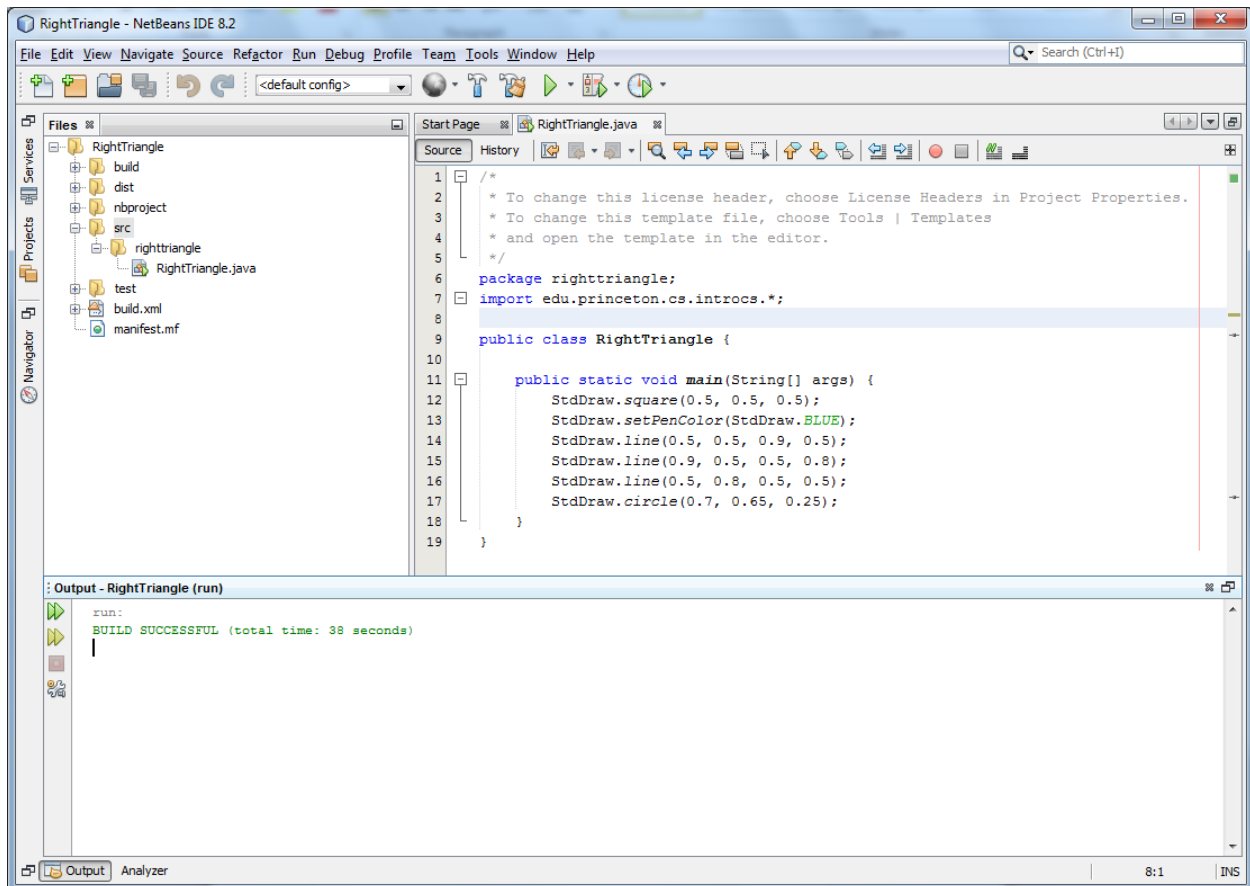 RightTriangle - NetBeans IDE 8.2
File Edit View Navigate Source Refactor Run Debug Profile Team Tools Window Help
Search (Ctrl+I)
<default config>
Services
Projects
Navigator
Files
RightTriangle
build
dist
nbproject
src
righttriangle
RightTriangle.java
test
build.xml
manifest.mf
Start Page RightTriangle.java
Source History
1 /*
2 * To change this license header, choose License Headers in Project Properties.
3 * To change this template file, choose Tools | Templates
4 * and open the template in the editor.
5 */
6 package righttriangle;
7 import edu.princeton.cs.introcs.*;
8
9 public class RightTriangle {
10
11 public static void main(String[] args) {
12 StdDraw.square(0.5, 0.5, 0.5);
13 StdDraw.setPenColor(StdDraw.BLUE);
14 StdDraw.line(0.5, 0.5, 0.9, 0.5);
15 StdDraw.line(0.9, 0.5, 0.5, 0.8);
16 StdDraw.line(0.5, 0.8, 0.5, 0.5);
17 StdDraw.circle(0.7, 0.65, 0.25);
18 }
19 }
Output - RightTriangle (run)
run:
BUILD SUCCESSFUL (total time: 38 seconds)
Output Analyzer
8:1 INS